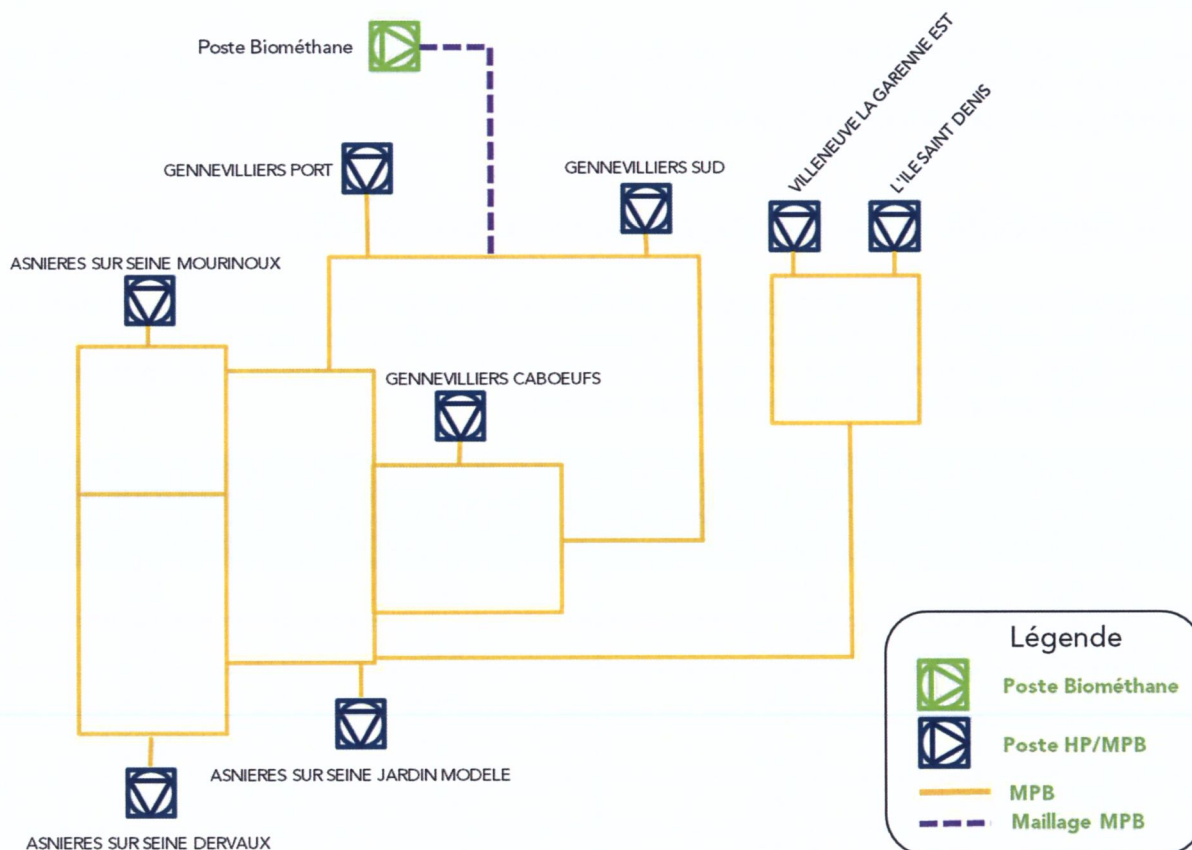 Poste Biométhane
VILLENEUVE LA GARENNE EST
L'ILE SAINT DENIS
GENNEVILLIERS PORT
GENNEVILLIERS SUD
ASNIERES SUR SEINE MOURINOUX
GENNEVILLIERS CABOEUFS
ASNIERES SUR SEINE JARDIN MODELE
ASNIERES SUR SEINE DERVAUX
Légende
Poste Biométhane
Poste HP/MPB
MPB
Maillage MPB